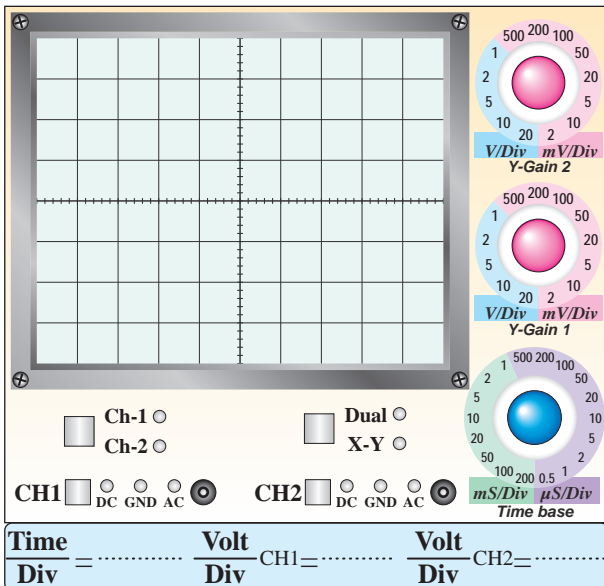 500 200 100
1 50
2 20
5 10
10 20 2
V/Div mV/Div
Y-Gain 2
500 200 100
1 50
2 20
5 10
10 20 2
V/Div mV/Div
Y-Gain 1
500 200 100
1 50
2 20
5 10
10 5
20 2
50 1
100 200 0.5
mS/Div µS/Div
Time base
Ch-1
Ch-2
Dual
X-Y
CH1 DC GND AC
CH2 DC GND AC
Time/Div =·········· Volt/Div CH1=·········· Volt/Div CH2=··········